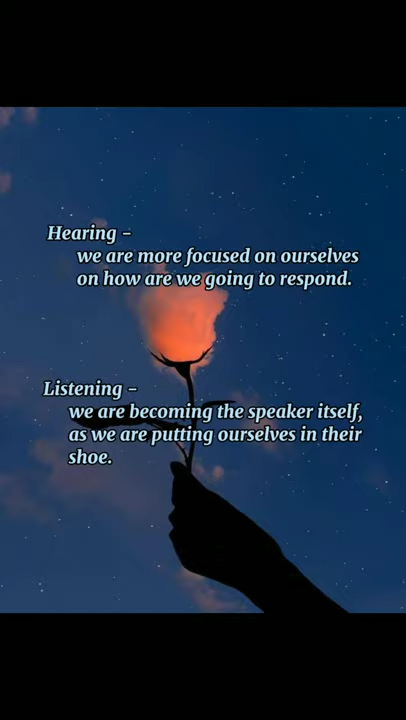 Hearing -
we are more focused on ourselves
on how are we going to respond.
Listening -
we are becoming the speaker itself,
as we are putting ourselves in their
shoe.